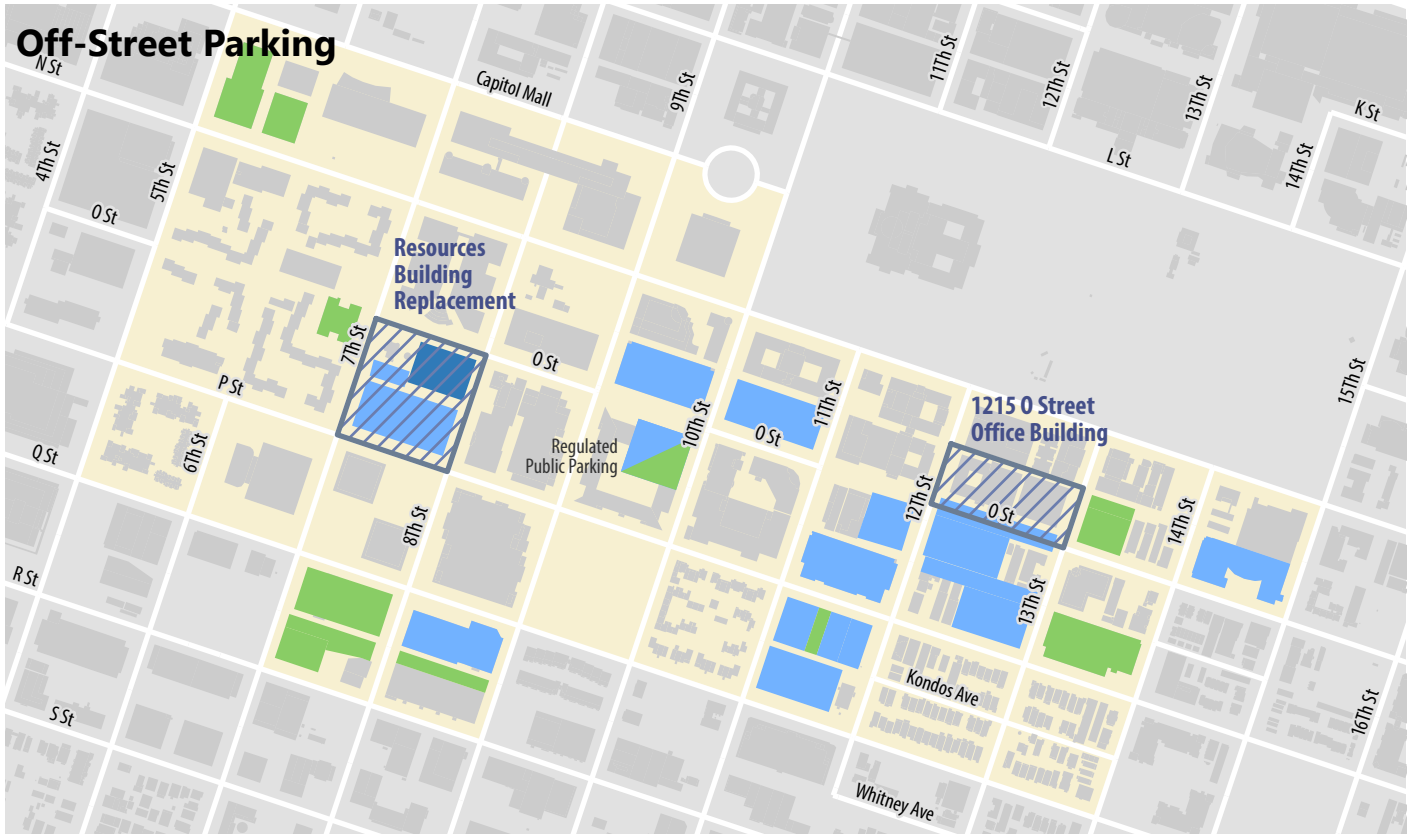 Off-Street Parking
N St
Capitol Mall
9Th St
11Th St
12Th St
13Th St
K St
L St
14Th St
4Th St
5Th St
O St
Resources
Building
Replacement
7Th St
O St
P St
15Th St
11Th St
10Th St
O St
1215 O Street
Office Building
Regulated
Public Parking
Q St
6Th St
8Th St
12Th St
O St
14Th St
R St
13Th St
Kondos Ave
S St
16Th St
Whitney Ave